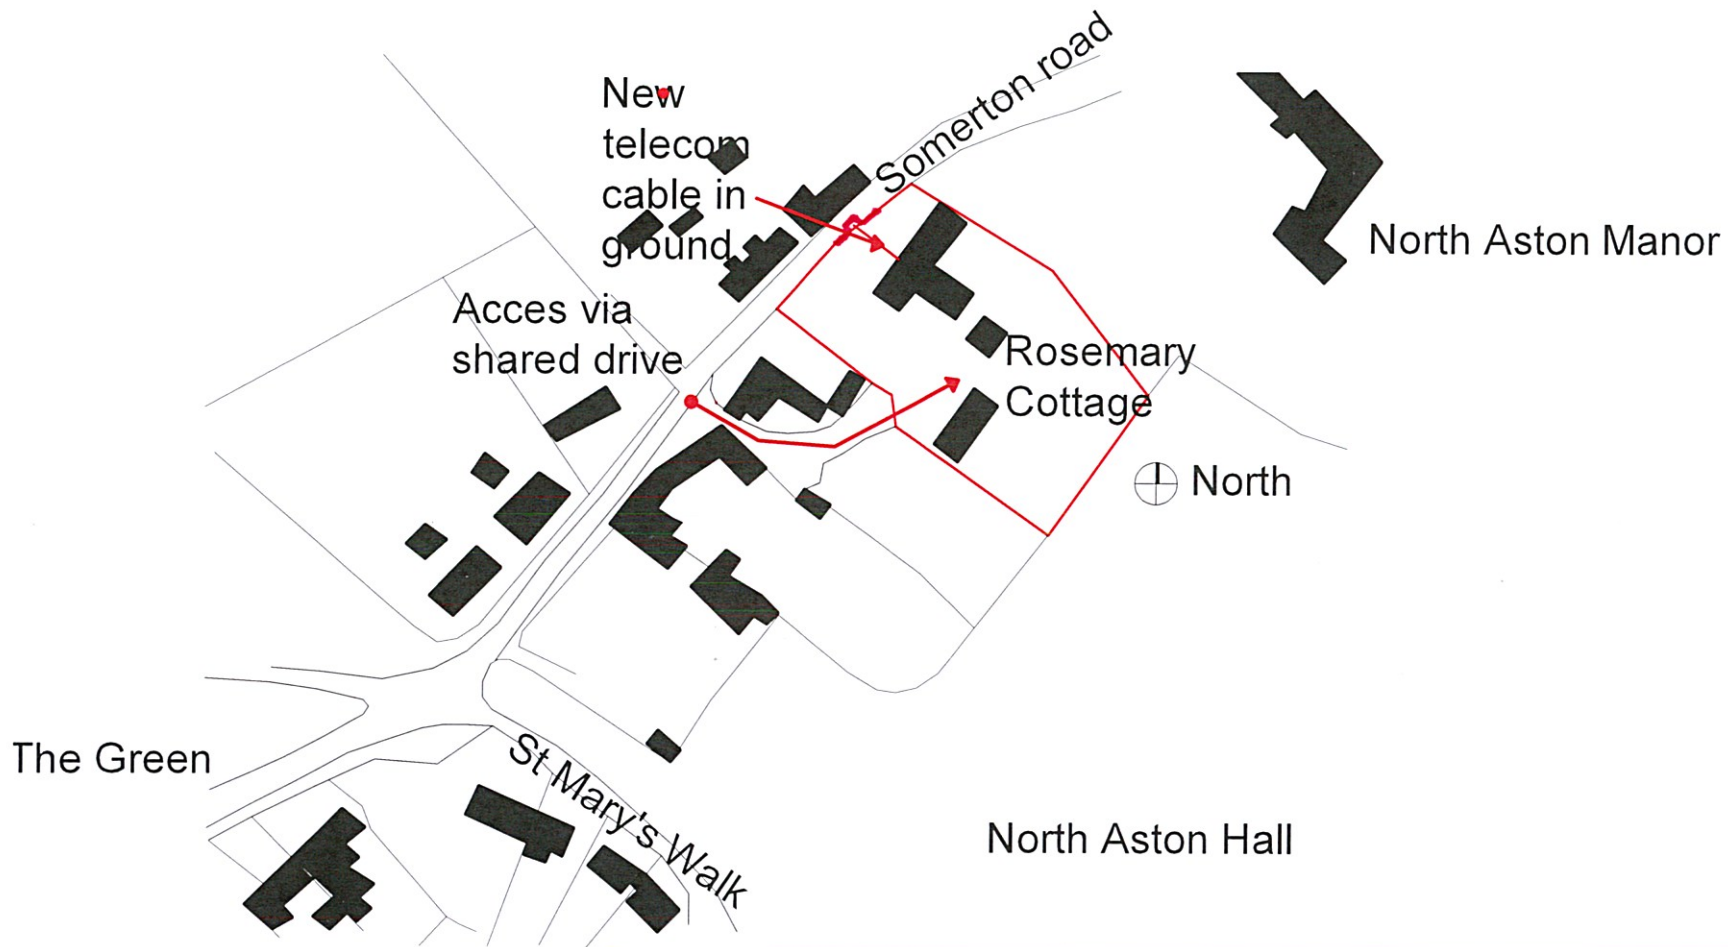 Somerton road
New
telecom
cable in
ground
North Aston Manor
Acces via
shared drive
Rosemary
Cottage
North
The Green
St Mary's Walk
North Aston Hall